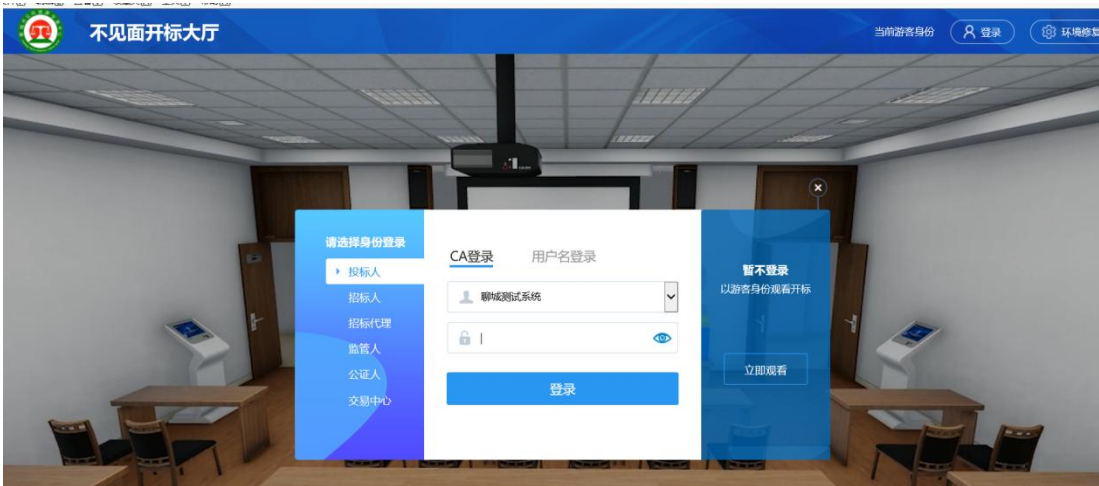 不见面开标大厅
当前游客身份
登录
环境修复
请选择身份登录
投标人
招标人
招标代理
监管人
公证人
交易中心
CA登录
用户名登录
聊城测试系统
登录
暂不登录
以游客身份观看开标
立即观看